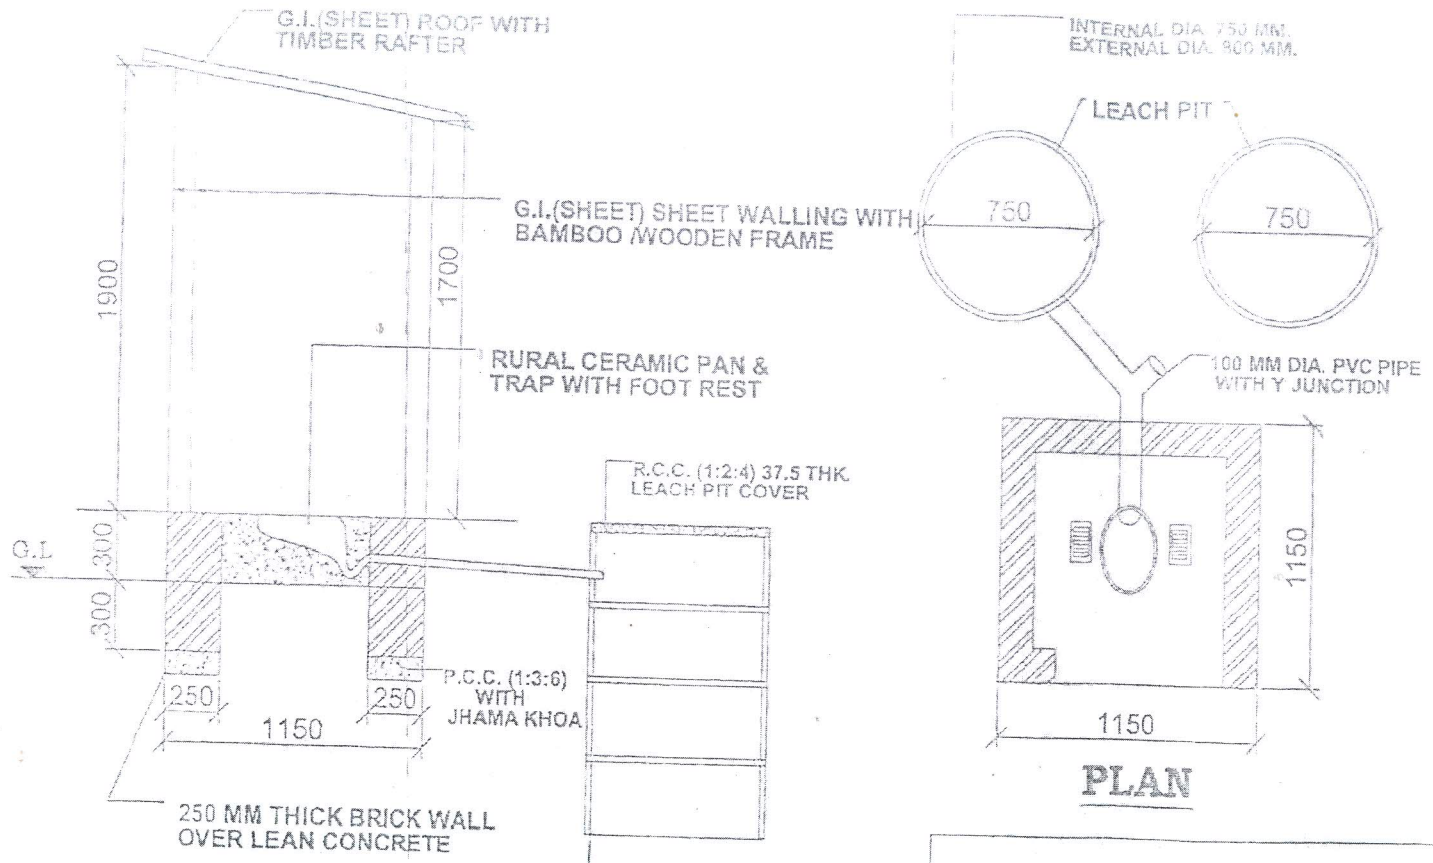 G.I.(SHEET) ROOF WITH
TIMBER RAFTER
INTERNAL DIA. 750 MM.
EXTERNAL DIA. 800 MM.
LEACH PIT
750
750
G.I.(SHEET) SHEET WALLING WITH
BAMBOO /WOODEN FRAME
1900
1700
RURAL CERAMIC PAN &
TRAP WITH FOOT REST
100 MM DIA. PVC PIPE
WITH Y JUNCTION
R.C.C. (1:2:4) 37.5 THK.
LEACH PIT COVER
G.L
300
300
1150
P.C.C. (1:3:6)
WITH
JHAMA KHOA
250
250
1150
1150
PLAN
250 MM THICK BRICK WALL
OVER LEAN CONCRETE